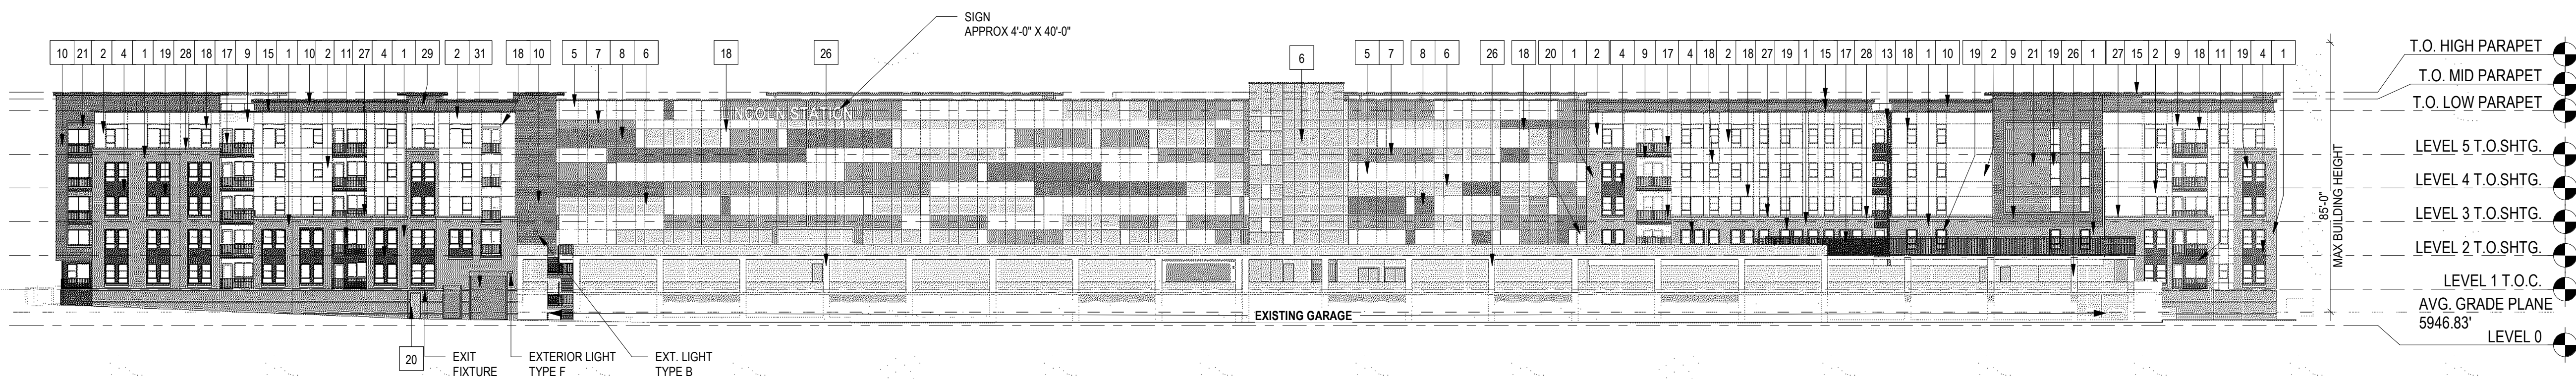 SIGN
APPROX 4'-0" X 40'-0"
10 21 2 4 1 19 28 18 17 9 15 1 10 2 11 27 4 1 29 2 31 18 10 5 7 8 6 18 26 6 5 7 8 6 26 18 20 1 2 4 9 17 4 18 2 18 27 19 1 15 17 28 13 18 1 10 19 2 9 21 19 26 1 27 15 2 9 18 11 19 4 1
T.O. HIGH PARAPET
T.O. MID PARAPET
T.O. LOW PARAPET
LINCOLN STATION
LEVEL 5 T.O.SHTG.
LEVEL 4 T.O.SHTG.
LEVEL 3 T.O.SHTG.
LEVEL 2 T.O.SHTG.
85'-0"
MAX BUILDING HEIGHT
LEVEL 1 T.O.C.
AVG. GRADE PLANE
5946.83'
EXISTING GARAGE
LEVEL 0
20
EXIT
FIXTURE
EXTERIOR LIGHT
TYPE F
EXT. LIGHT
TYPE B